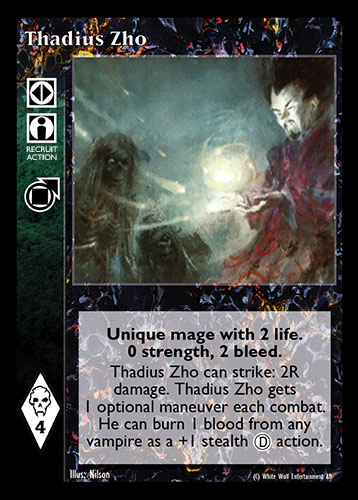 Thadius Zho
RECRUIT
ACTION
Unique mage with 2 life.
0 strength, 2 bleed.
Thadius Zho can strike: 2R
damage. Thadius Zho gets
1 optional maneuver each combat.
He can burn 1 blood from any
vampire as a +1 stealth D action.
4
Illus: Nilson
(C) White Wolf Entertainment AB